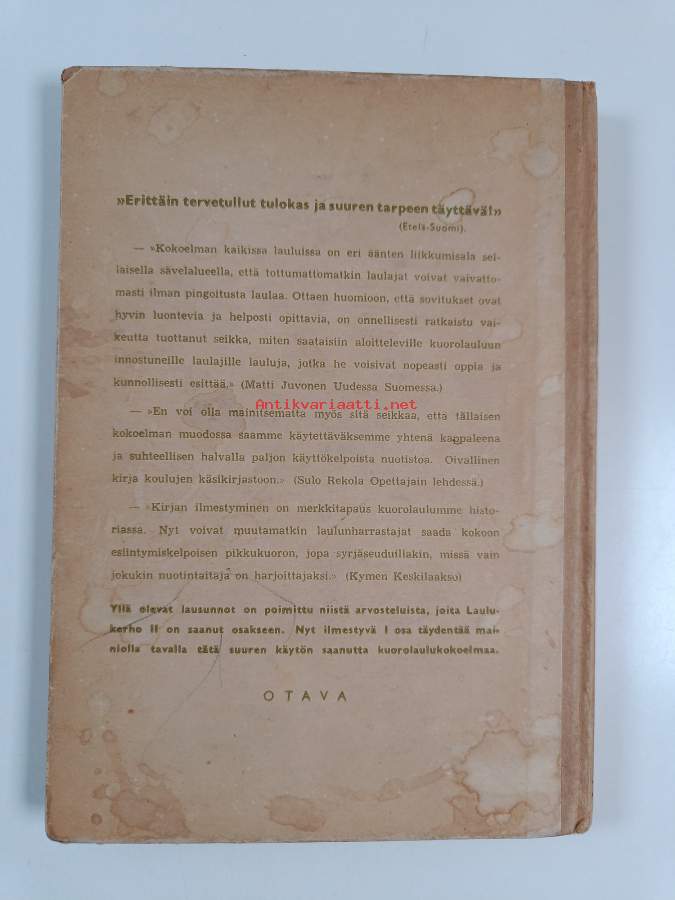 »Erittäin tervetullut tulokas ja suuren tarpeen täyttävä!»
(Etelä-Suomi).
— »Kokoelman kaikissa lauluissa on eri äänten liikkumisala sel-
laisella sävelalueella, että tottumattomatkin laulajat voivat vaivatto-
masti ilman pingoitusta laulaa. Ottaen huomioon, että sovitukset ovat
hyvin luontevia ja helposti opittavia, on onnellisesti ratkaistu vai-
keutta tuottanut seikka, miten saataisiin aloitteleville kuorolauluun
innostuneille laulajille lauluja, jotka he voisivat nopeasti oppia ja
kunnollisesti esittää.» (Matti Juvonen Uudessa Suomessa.)
Antikvariaatti.net
— »En voi olla mainitsematta myös sitä seikkaa, että tällaisen
kokoelman muodossa saamme käytettäväksemme yhtenä kappaleena
ja suhteellisen halvalla paljon käyttökelpoista nuotistoa. Oivallinen
kirja koulujen käsikirjastoon.» (Sulo Rekola Opettajain lehdessä.)
— »Kirjan ilmestyminen on merkkitapaus kuorolaulumme histo-
riassa. Nyt voivat muutamatkin laulunharrastajat saada kokoon
esiintymiskelpoisen pikkukuoron, jopa syrjäseuduillakin, missä vain
jokukin nuotintaitaja on harjoittajaksi.» (Kymen Keskilaakso)
Yllä olevat lausunnot on poimittu niistä arvosteluista, joita Laulu-
kerho II on saanut osakseen. Nyt ilmestyvä I osa täydentää mai-
niolla tavalla tätä suuren käytön saanutta kuorolaulukokoelmaa.
OTAVA